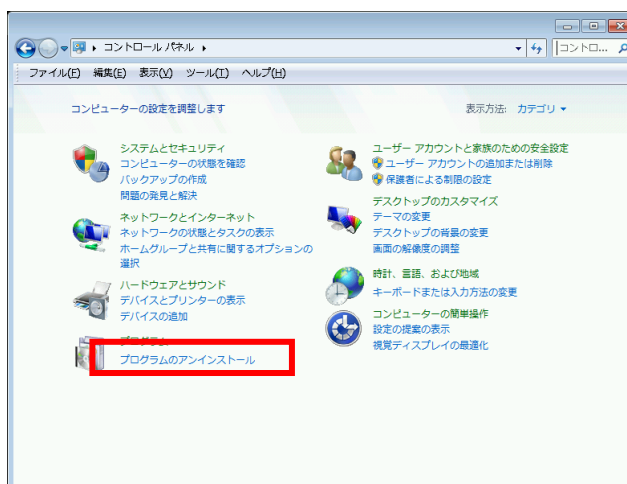 コントロール パネル
コントロ...
ファイル(F) 編集(E) 表示(V) ツール(T) ヘルプ(H)
コンピューターの設定を調整します
表示方法: カテゴリ
システムとセキュリティ
コンピューターの状態を確認
バックアップの作成
問題の発見と解決
ネットワークとインターネット
ネットワークの状態とタスクの表示
ホームグループと共有に関するオプションの
選択
ハードウェアとサウンド
デバイスとプリンターの表示
デバイスの追加
プログラム
プログラムのアンインストール
ユーザー アカウントと家族のための安全設定
ユーザー アカウントの追加または削除
保護者による制限の設定
デスクトップのカスタマイズ
テーマの変更
デスクトップの背景の変更
画面の解像度の調整
時計、言語、および地域
キーボードまたは入力方法の変更
コンピューターの簡単操作
設定の提案の表示
視覚ディスプレイの最適化